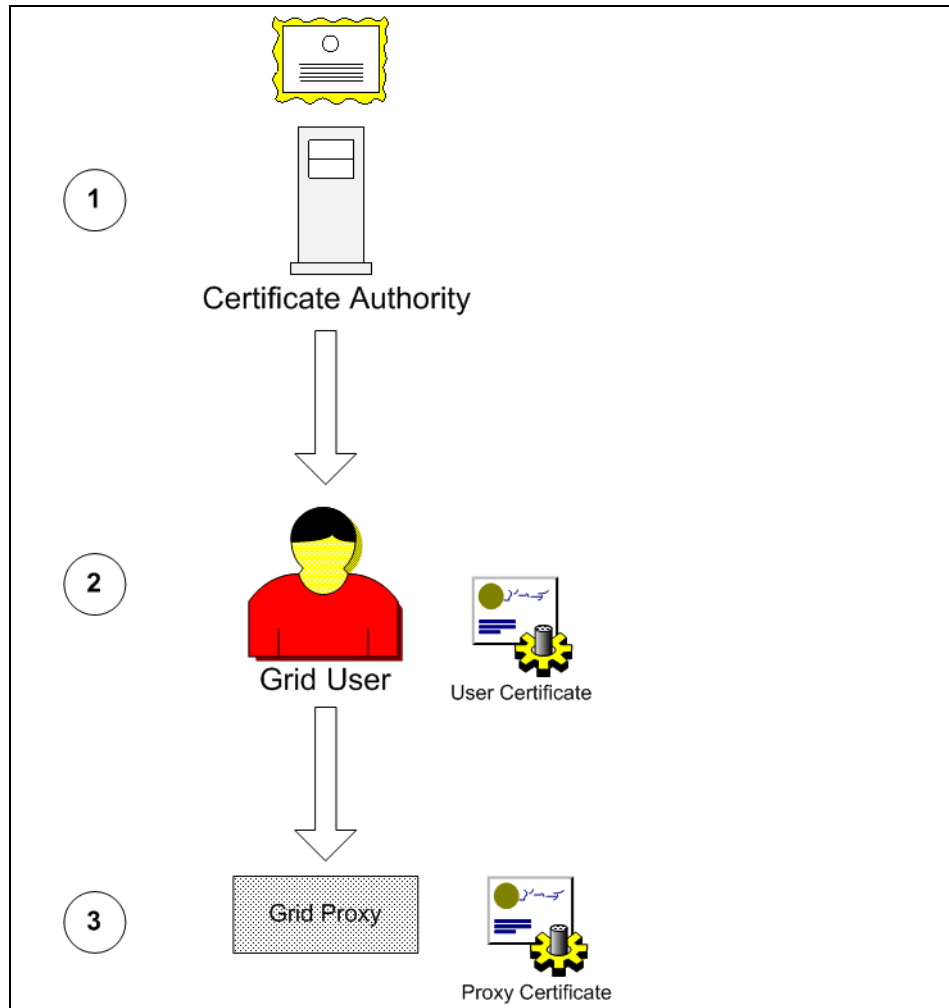 1
Certificate Authority
2
Grid User
User Certificate
3
Grid Proxy
Proxy Certificate